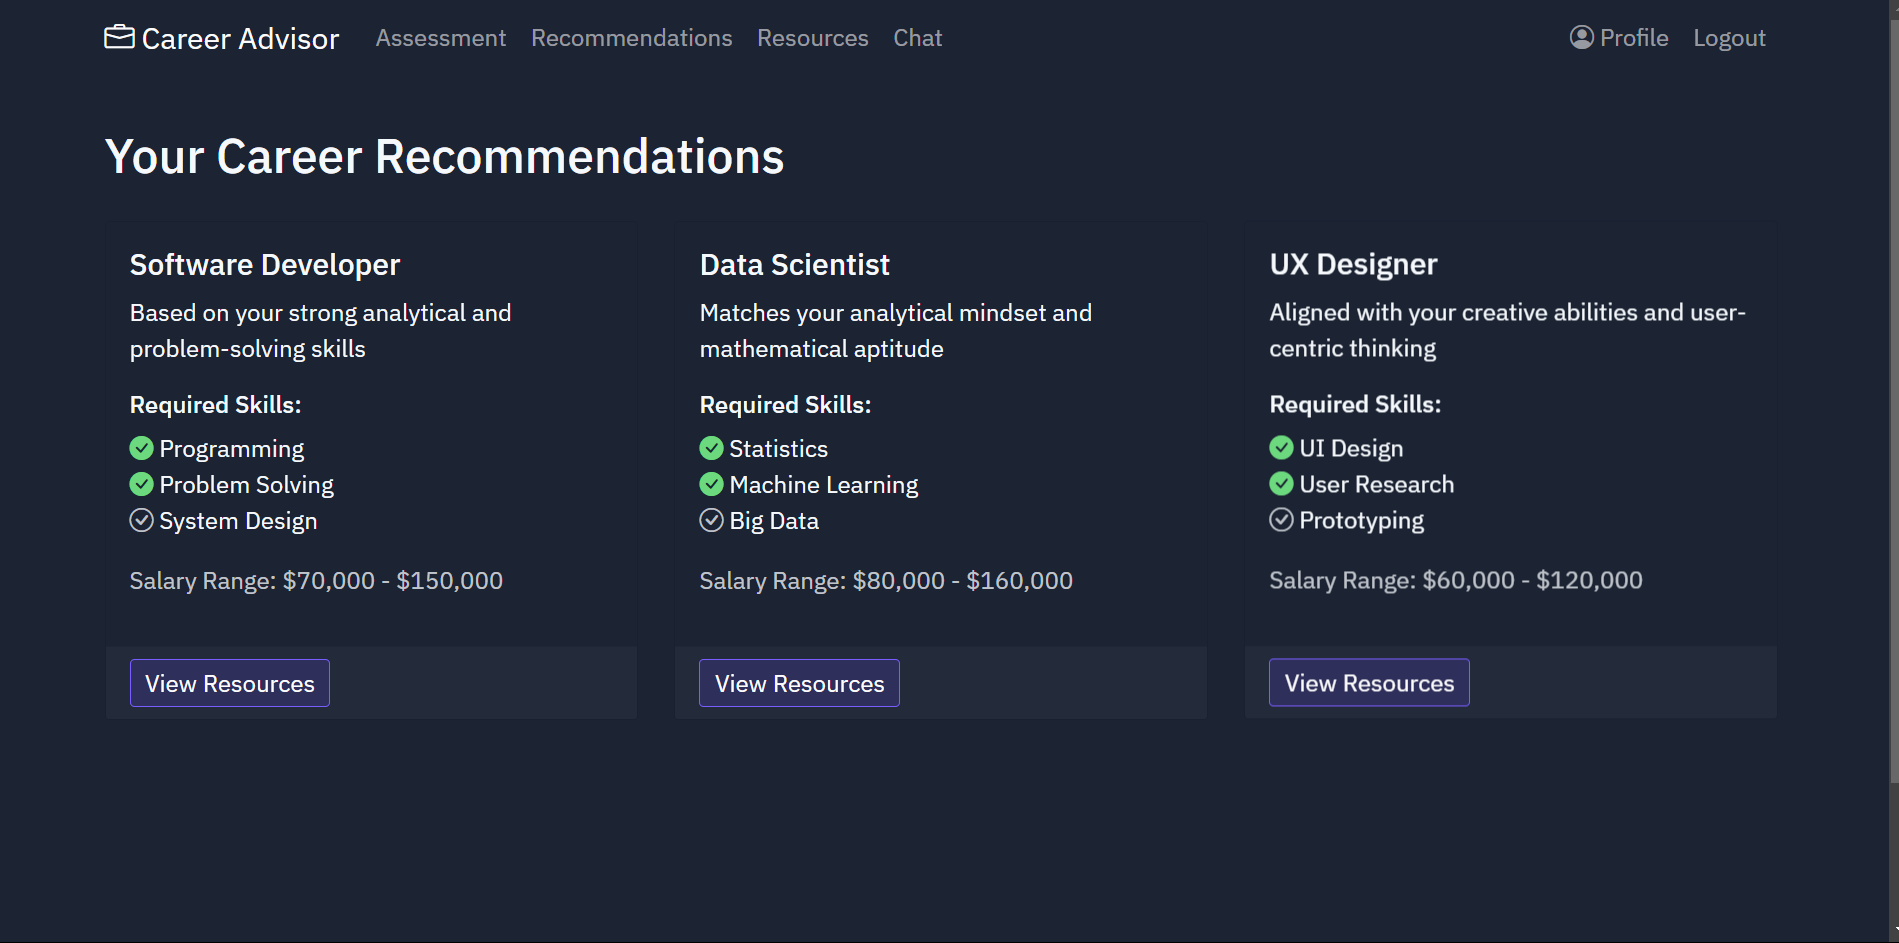 Career Advisor Assessment Recommendations Resources Chat Profile Logout
Your Career Recommendations
Software Developer
Based on your strong analytical and
problem-solving skills
Required Skills:
Programming
Problem Solving
System Design
Salary Range: $70,000 - $150,000
View Resources
Data Scientist
Matches your analytical mindset and
mathematical aptitude
Required Skills:
Statistics
Machine Learning
Big Data
Salary Range: $80,000 - $160,000
View Resources
UX Designer
Aligned with your creative abilities and user-
centric thinking
Required Skills:
UI Design
User Research
Prototyping
Salary Range: $60,000 - $120,000
View Resources